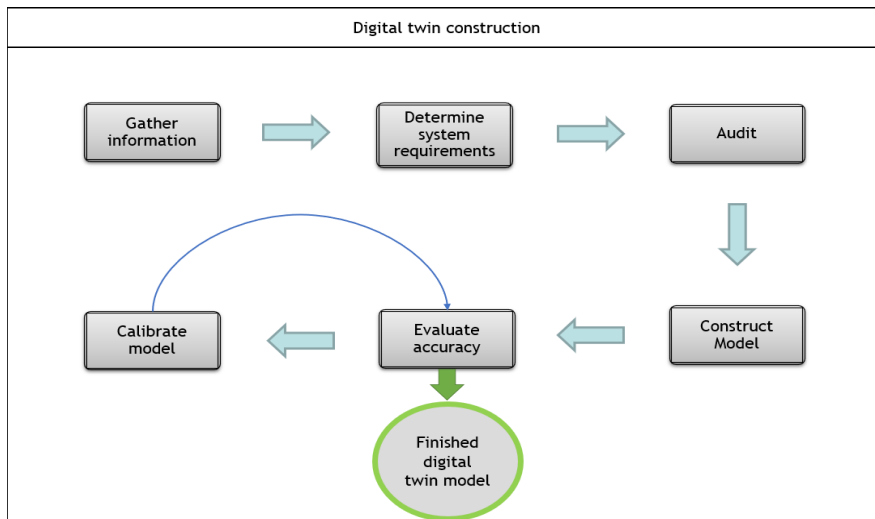 Digital twin construction
Gather
information
Determine
system
requirements
Audit
Calibrate
model
Evaluate
accuracy
Construct
Model
Finished
digital
twin model